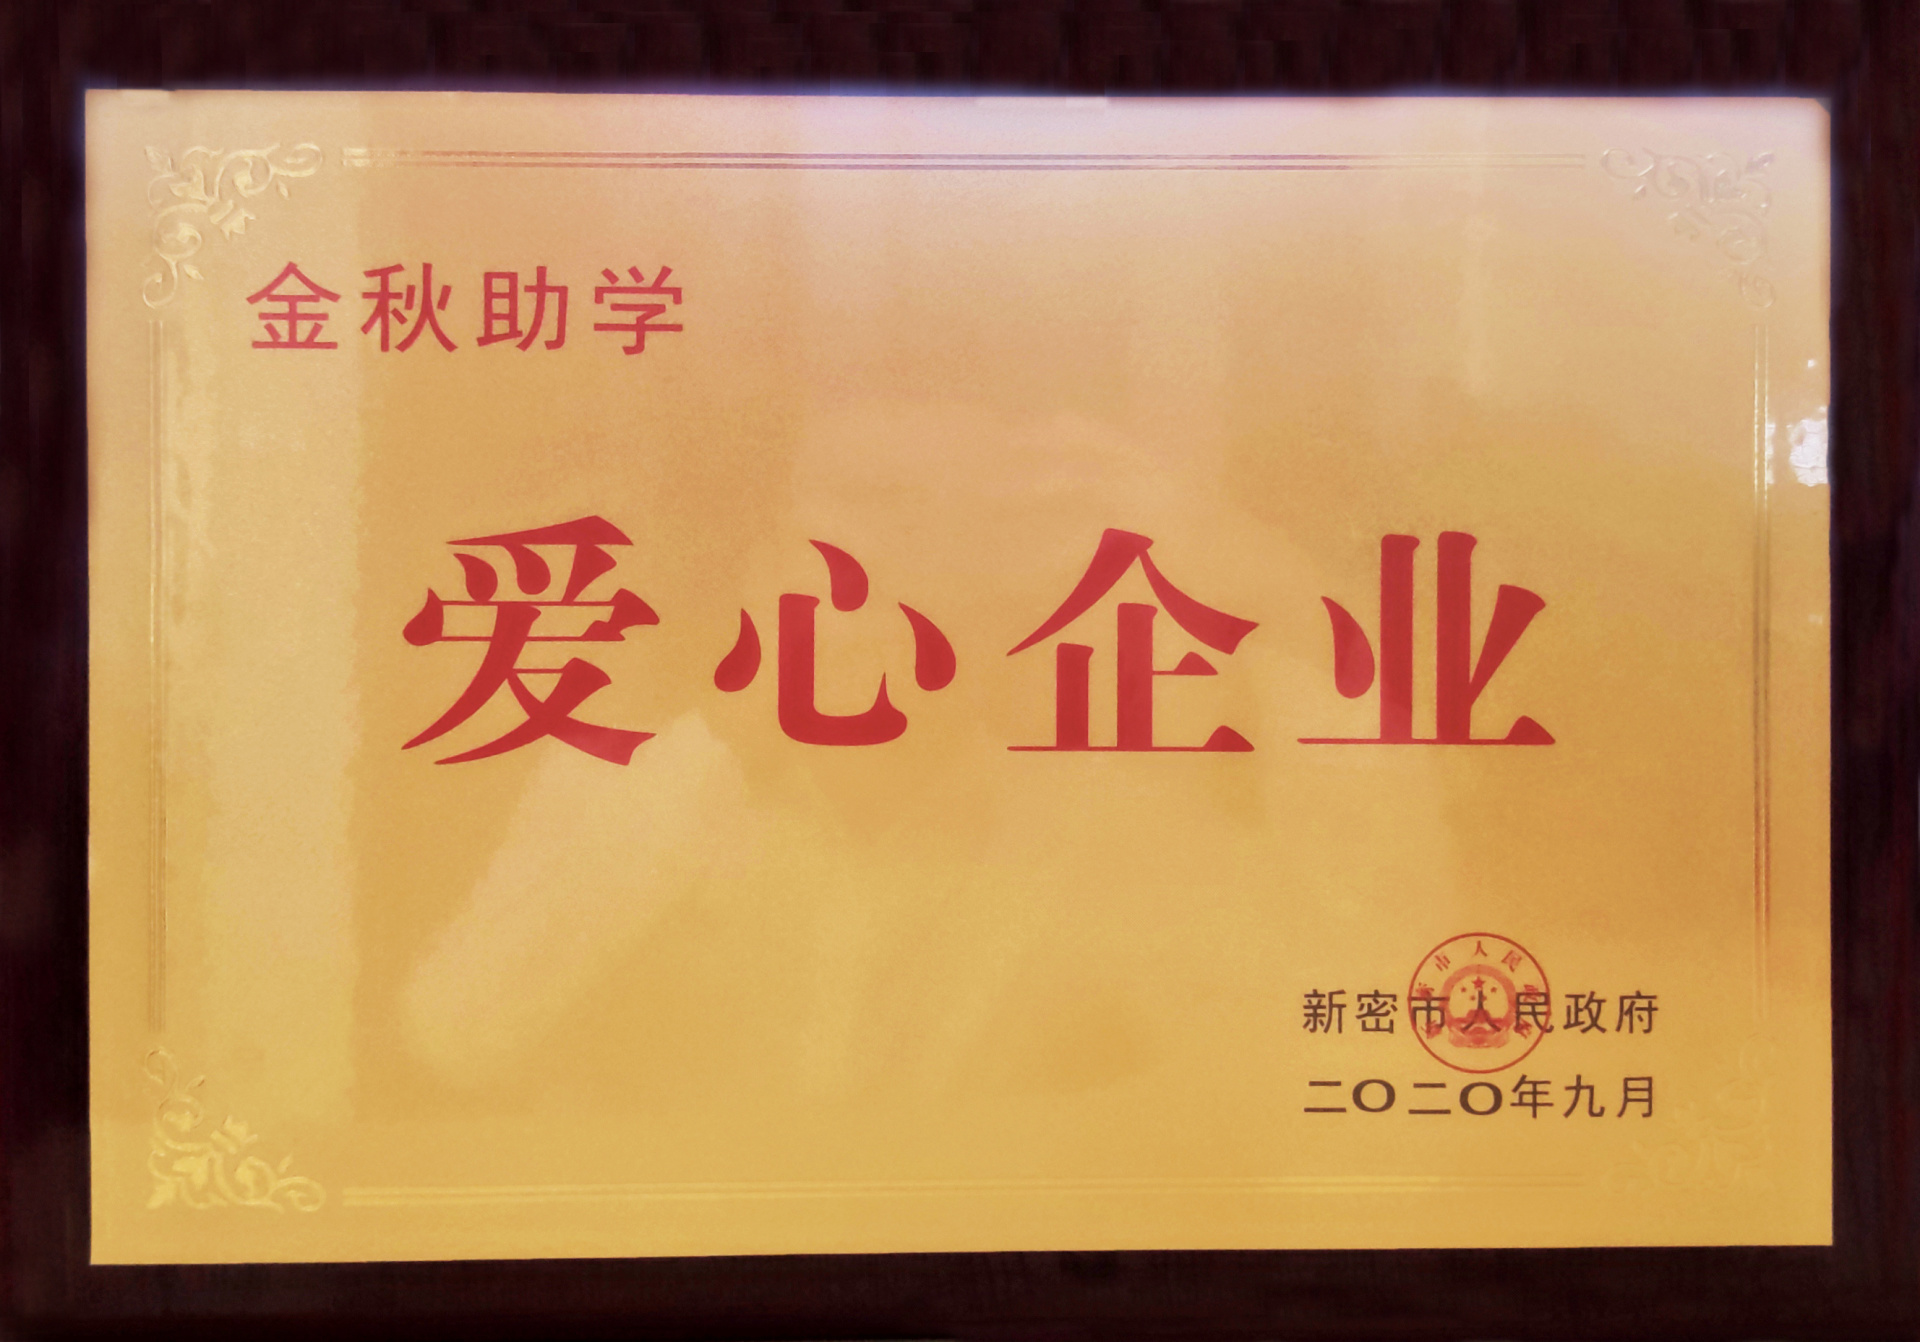 金秋助学
爱心企业
新密市人民政府
二〇二〇年九月